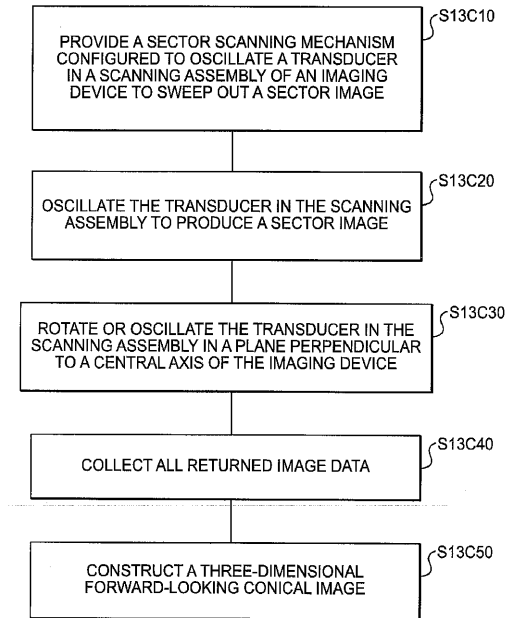 S13C10
PROVIDE A SECTOR SCANNING MECHANISM
CONFIGURED TO OSCILLATE A TRANSDUCER
IN A SCANNING ASSEMBLY OF AN IMAGING
DEVICE TO SWEEP OUT A SECTOR IMAGE
S13C20
OSCILLATE THE TRANSDUCER IN THE SCANNING
ASSEMBLY TO PRODUCE A SECTOR IMAGE
S13C30
ROTATE OR OSCILLATE THE TRANSDUCER IN THE
SCANNING ASSEMBLY IN A PLANE PERPENDICULAR
TO A CENTRAL AXIS OF THE IMAGING DEVICE
S13C40
COLLECT ALL RETURNED IMAGE DATA
S13C50
CONSTRUCT A THREE-DIMENSIONAL
FORWARD-LOOKING CONICAL IMAGE